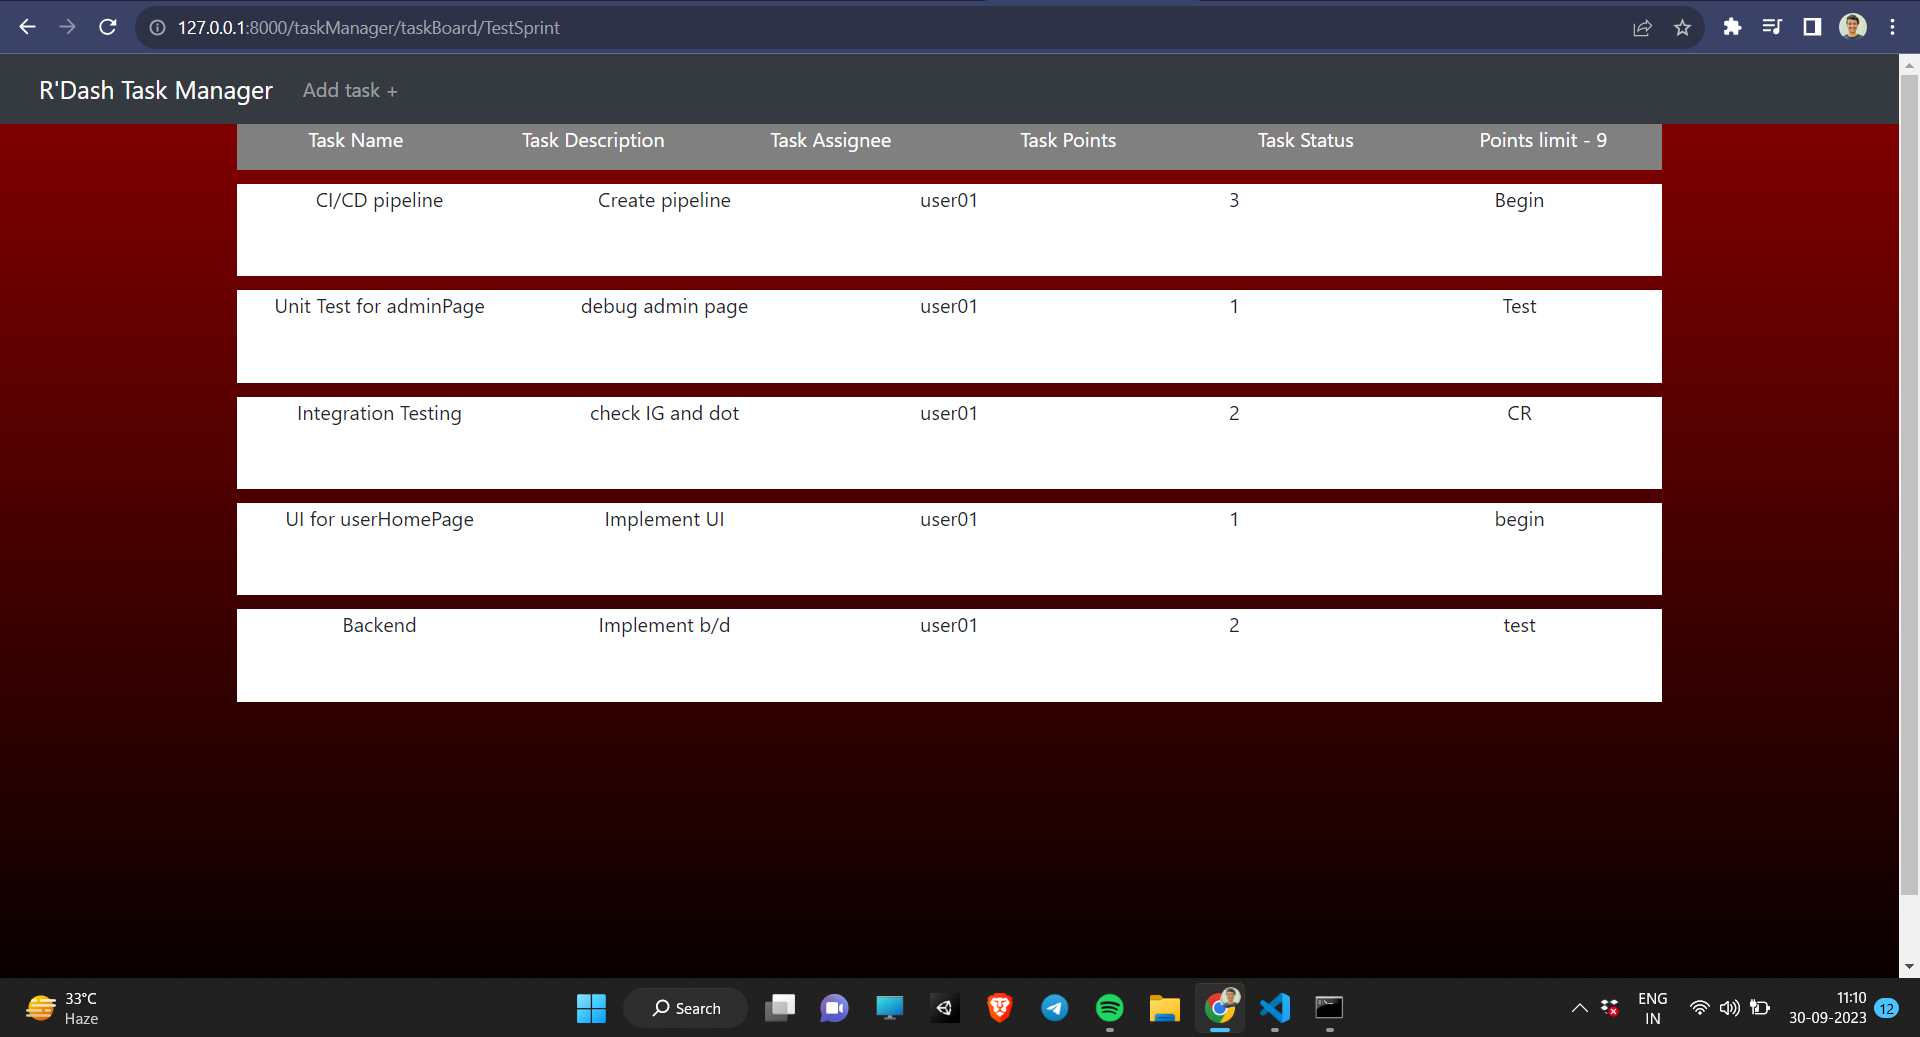 127.0.0.1:8000/taskManager/taskBoard/TestSprint
R'Dash Task Manager Add task +
Task Name Task Description Task Assignee Task Points Task Status Points limit - 9
CI/CD pipeline Create pipeline user01 3 Begin
Unit Test for adminPage debug admin page user01 1 Test
Integration Testing check IG and dot user01 2 CR
UI for userHomePage Implement UI user01 1 begin
Backend Implement b/d user01 2 test
33°C
Haze
Search
ENG
IN
11:10
30-09-2023
12